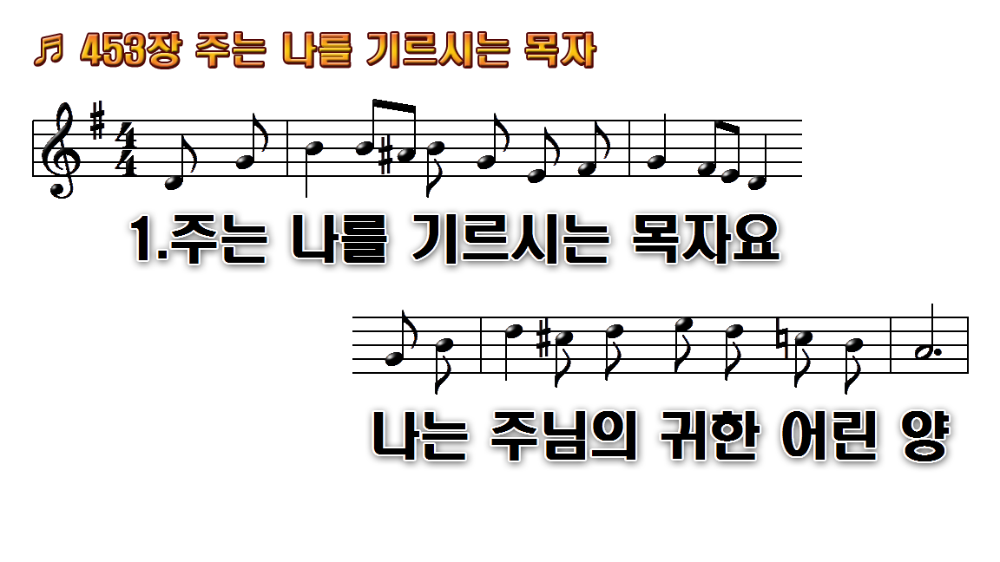 ♬ 453장 주는 나를 기르시는 목자
1.주는 나를 기르시는 목자요
나는 주님의 귀한 어린 양